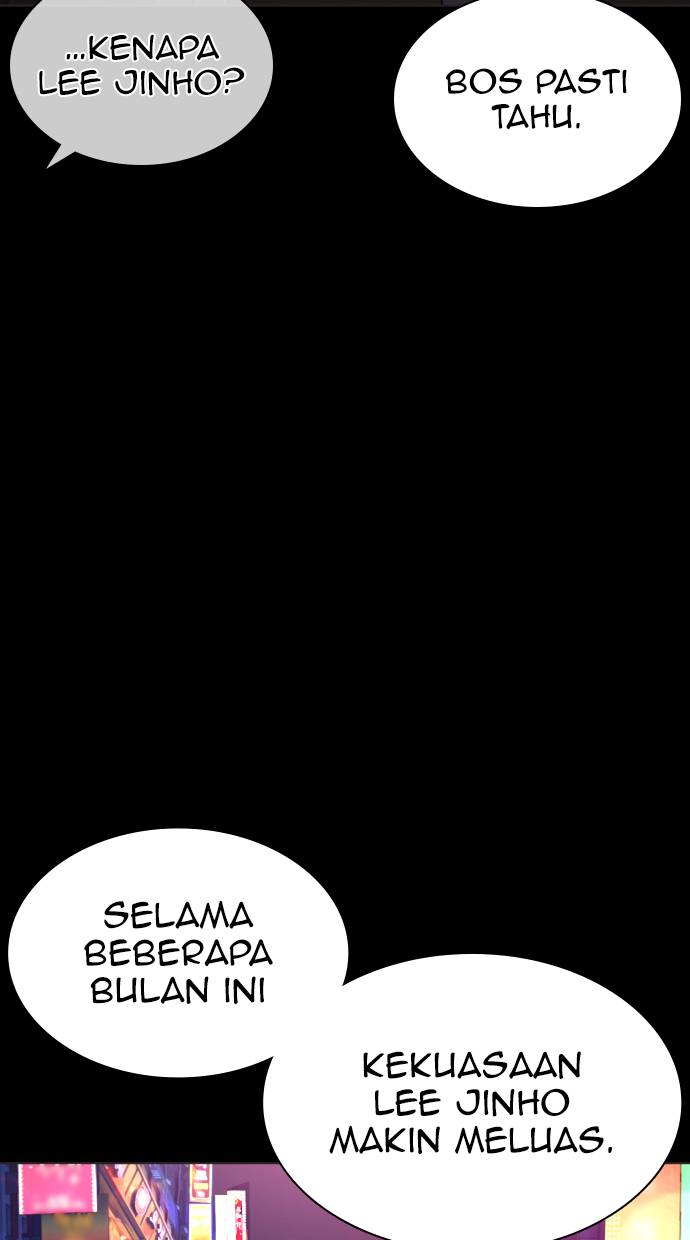 ...KENAPA
LEE JINHO?
BOS PASTI
TAHU.
SELAMA
BEBERAPA
BULAN INI
KEKUASAAN
LEE JINHO
MAKIN MELUAS.